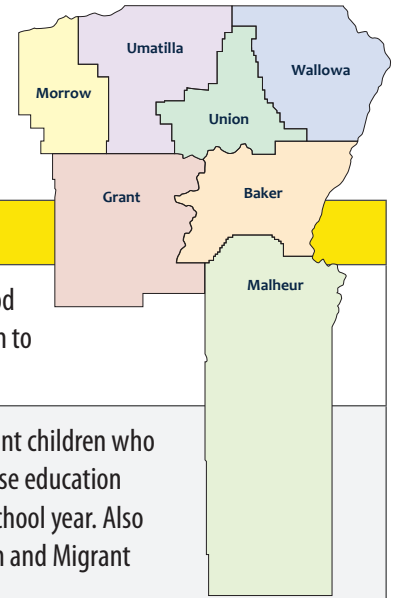 Umatilla
Wallowa
Morrow
Union
Grant
Baker
Malheur
od
n to
nt children who
se education
chool year. Also
n and Migrant